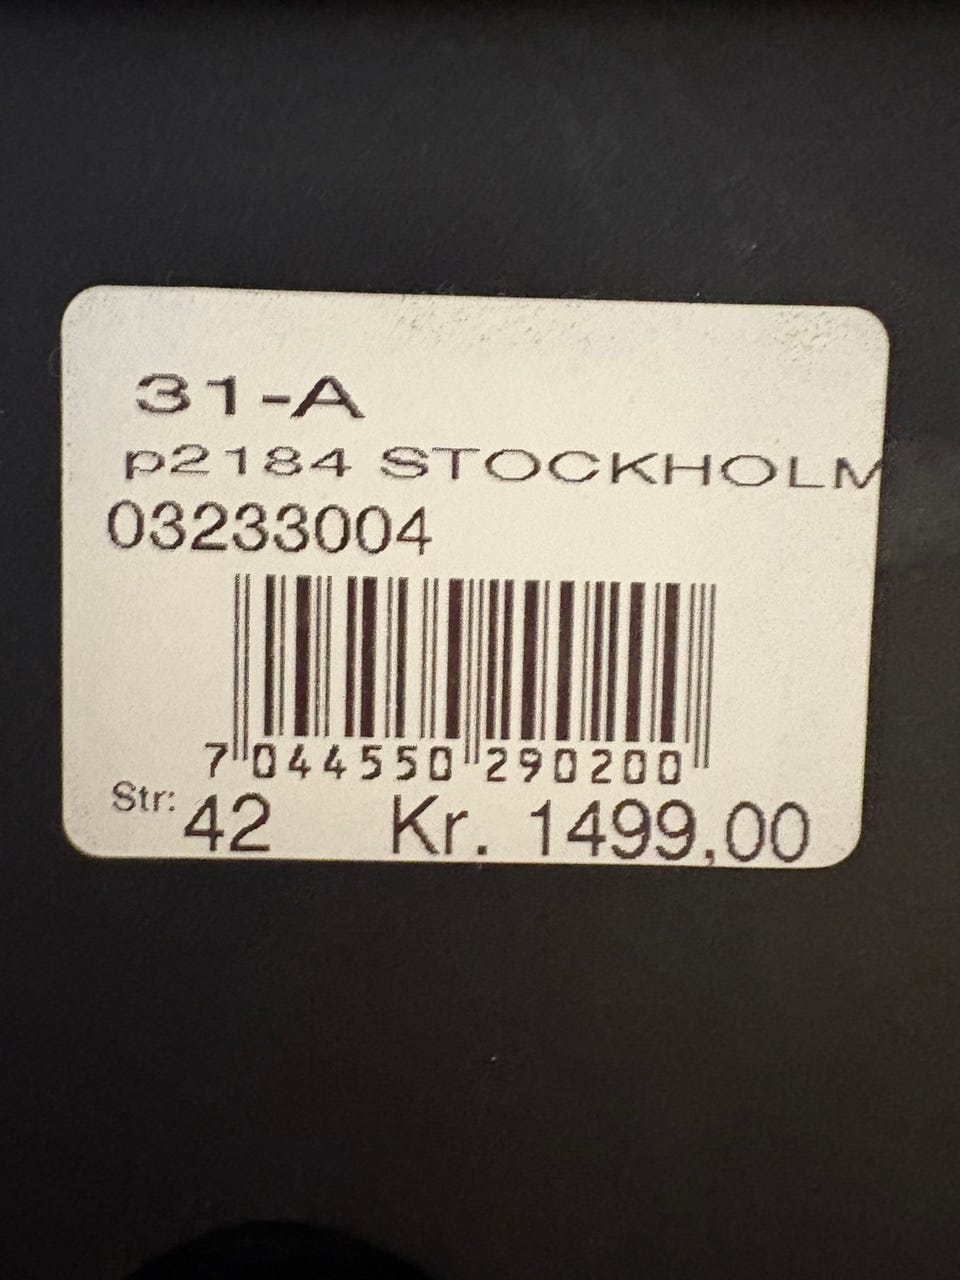 31-A
p2184 STOCKHOLM
03233004
7 044550 290200
Str: 42 Kr. 1499,00